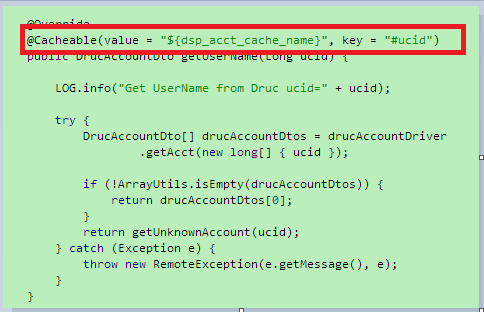 @Override
@Cacheable(value = "${dsp_acct_cache_name}", key = "#ucid")
public DrucAccountDto getUserName(Long ucid) {
LOG.info("Get UserName from Druc ucid=" + ucid);
try {
DrucAccountDto[] drucAccountDtos = drucAccountDriver
.getAcct(new long[] { ucid });
if (!ArrayUtils.isEmpty(drucAccountDtos)) {
return drucAccountDtos[0];
}
return getUnknownAccount(ucid);
} catch (Exception e) {
throw new RemoteException(e.getMessage(), e);
}
}